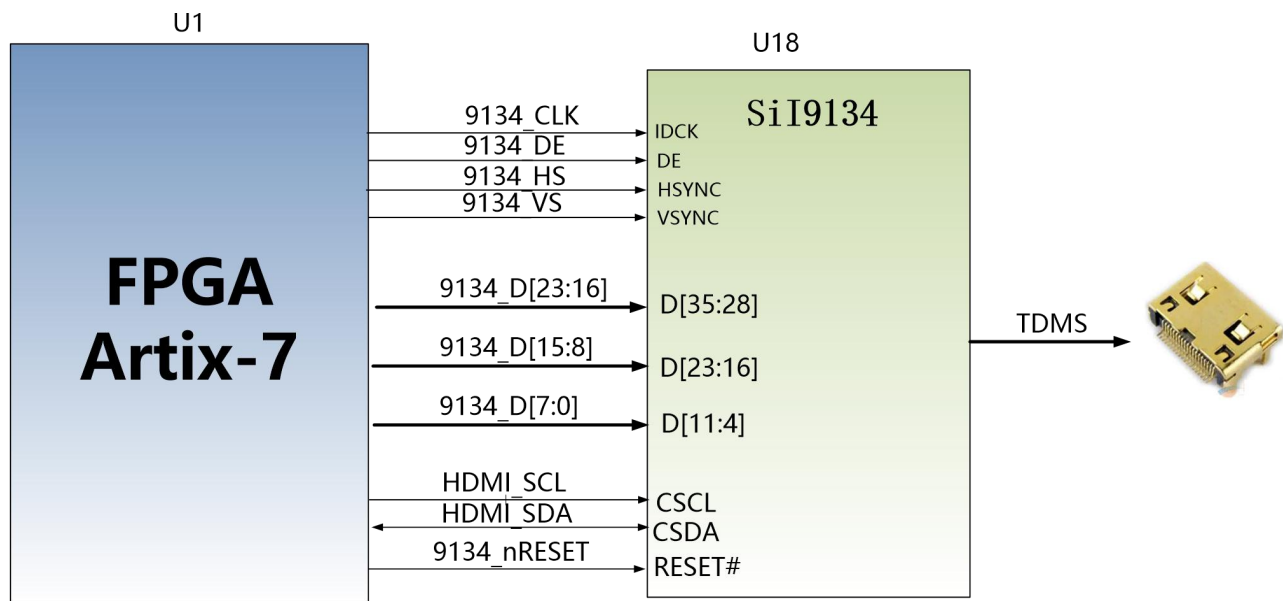 U1
U18
SiI9134
9134_CLK
IDCK
9134_DE
DE
9134_HS
HSYNC
9134_VS
VSYNC
FPGA
Artix-7
9134_D[23:16]
D[35:28]
TDMS
9134_D[15:8]
D[23:16]
9134_D[7:0]
D[11:4]
HDMI_SCL
CSCL
HDMI_SDA
CSDA
9134_nRESET
RESET#